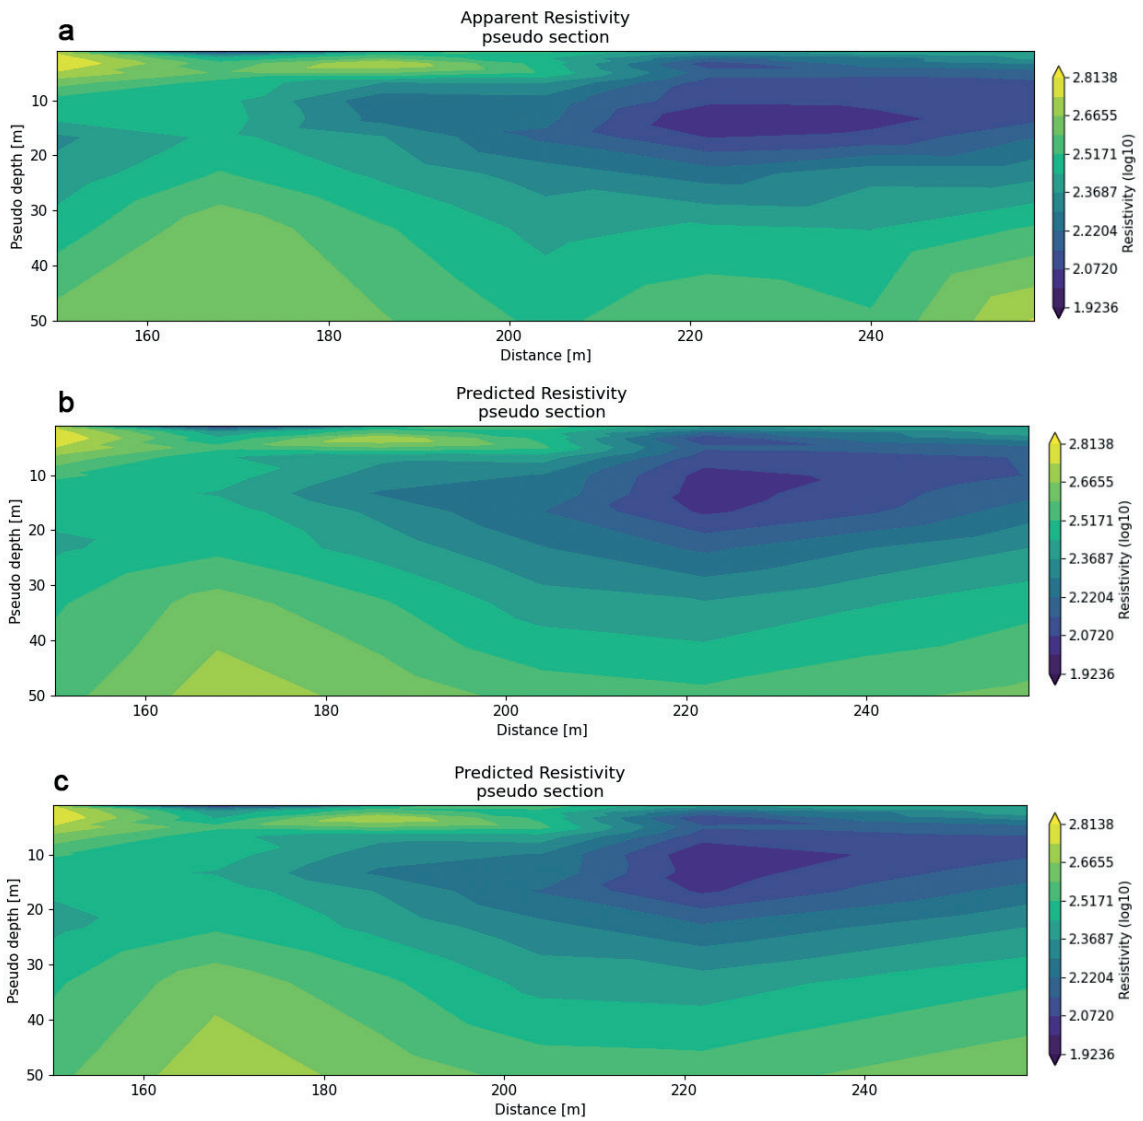 a
Apparent Resistivity
pseudo section
Pseudo depth [m]
10
20
30
40
50
160
180
200
220
240
Distance [m]
2.8138
2.6655
2.5171
2.3687
2.2204
2.0720
1.9236
Resistivity (log10)
b
Predicted Resistivity
pseudo section
Pseudo depth [m]
10
20
30
40
50
160
180
200
220
240
Distance [m]
2.8138
2.6655
2.5171
2.3687
2.2204
2.0720
1.9236
Resistivity (log10)
c
Predicted Resistivity
pseudo section
Pseudo depth [m]
10
20
30
40
50
160
180
200
220
240
Distance [m]
2.8138
2.6655
2.5171
2.3687
2.2204
2.0720
1.9236
Resistivity (log10)